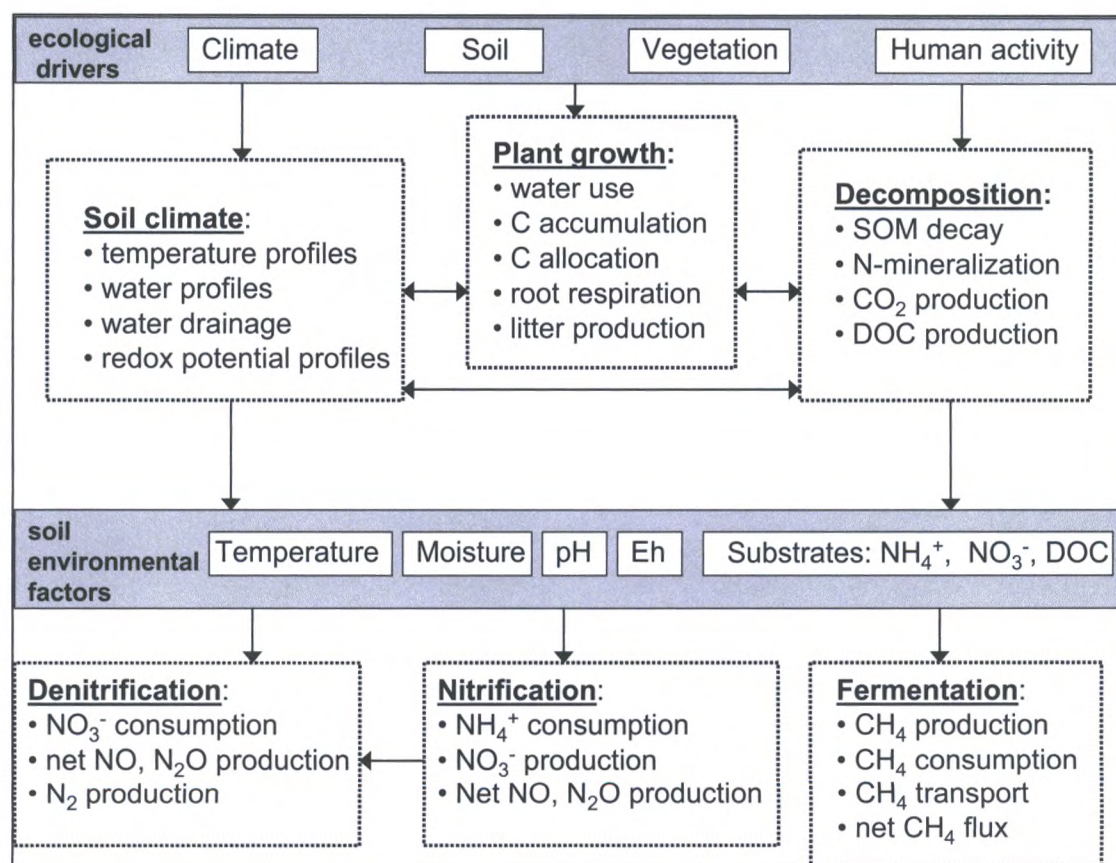 ecological
drivers
Climate
Soil
Vegetation
Human activity
Soil climate:
• temperature profiles
• water profiles
• water drainage
• redox potential profiles
Plant growth:
• water use
• C accumulation
• C allocation
• root respiration
• litter production
Decomposition:
• SOM decay
• N-mineralization
• CO₂ production
• DOC production
soil
environmental
factors
Temperature
Moisture
pH
Eh
Substrates: NH₄⁺, NO₃⁻, DOC
Denitrification:
• NO₃⁻ consumption
• net NO, N₂O production
• N₂ production
Nitrification:
• NH₄⁺ consumption
• NO₃⁻ production
• Net NO, N₂O production
Fermentation:
• CH₄ production
• CH₄ consumption
• CH₄ transport
• net CH₄ flux